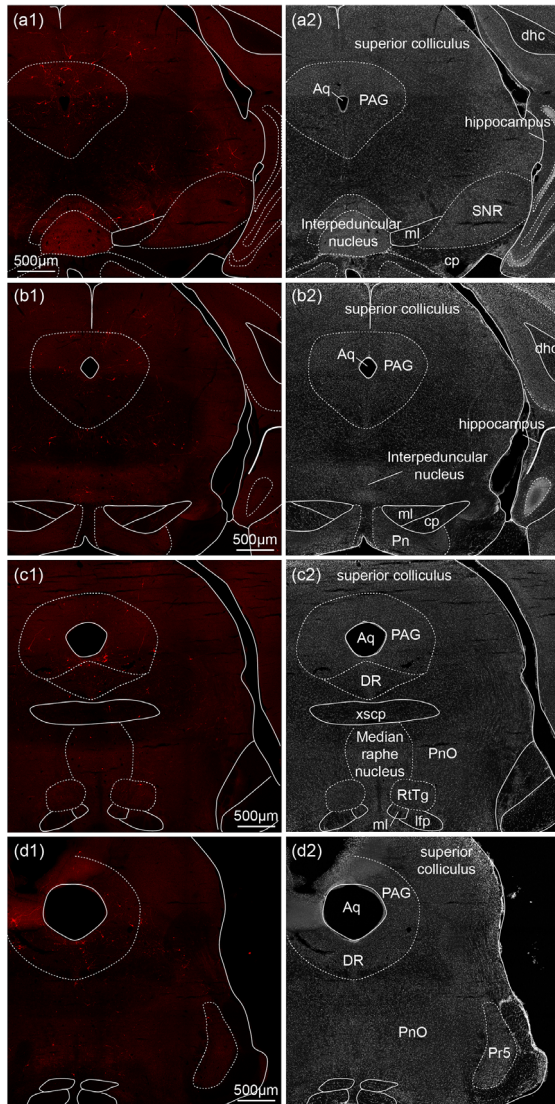 (a1)
500µm
(a2)
dhc
superior colliculus
Aq
PAG
hippocampus
SNR
Interpeduncular
nucleus
ml
cp
(b1)
500µm
(b2)
superior colliculus
dhc
Aq
PAG
hippocampus
Interpeduncular
nucleus
ml
cp
Pn
(c1)
500µm
(c2)
superior colliculus
Aq
PAG
DR
xscp
Median
raphe
nucleus
PnO
RtTg
ml
lfp
(d1)
500µm
(d2)
superior
colliculus
PAG
Aq
DR
PnO
Pr5